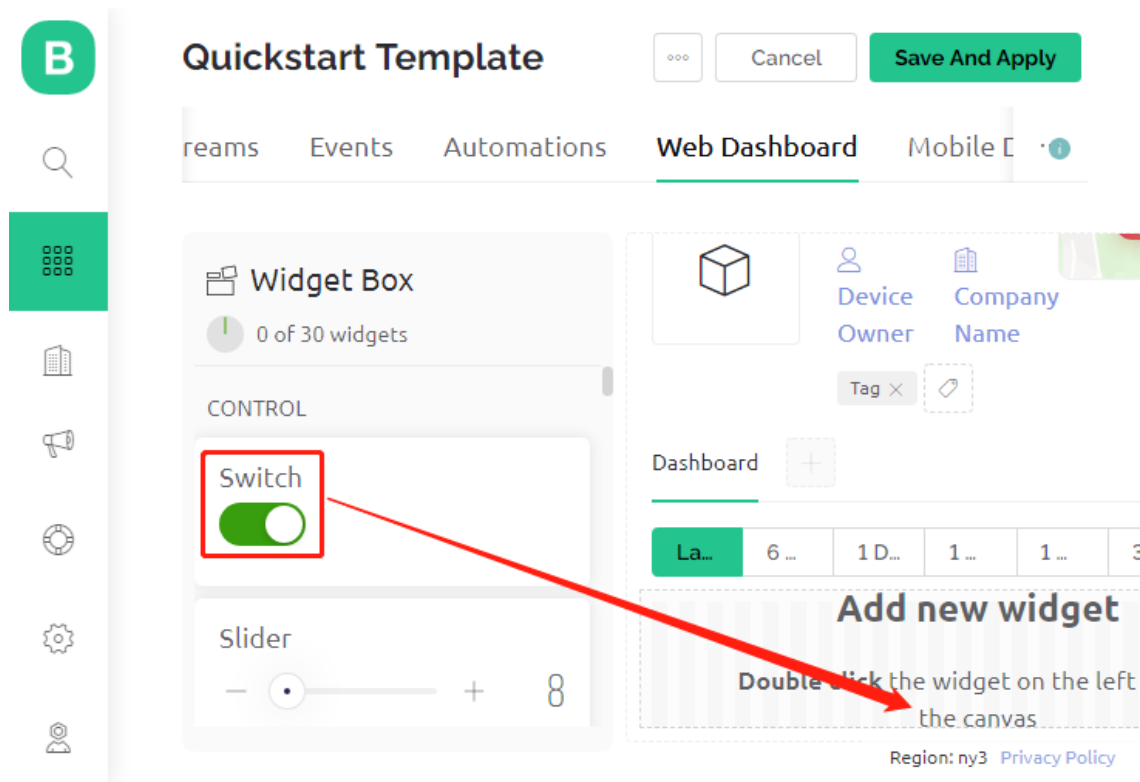 B
Quickstart Template
Cancel
Save And Apply
reams Events Automations Web Dashboard Mobile D
Widget Box
0 of 30 widgets
CONTROL
Switch
Slider
8
Device Owner
Company Name
Tag
Dashboard
La... 6 ... 1 D... 1 ... 1 ... 3
Add new widget
Double click the widget on the left
the canvas
Region: ny3 Privacy Policy